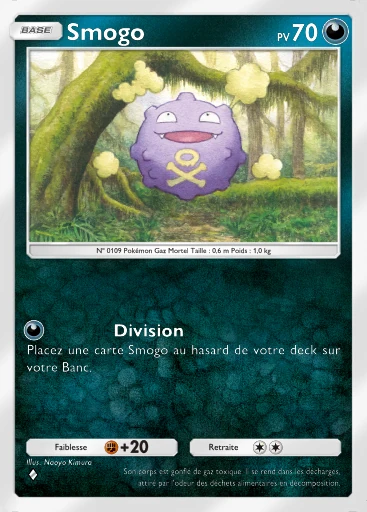 BASE
Smogo
PV 70
N° 0109 Pokémon Gaz Mortel Taille : 0,6 m Poids : 1,0 kg
Division
Placez une carte Smogo au hasard de votre deck sur
votre Banc.
Faiblesse +20 Retraite
Illus. Naoyo Kimura
Son corps est gonflé de gaz toxique. Il se rend dans les décharges,
attiré par l'odeur des déchets alimentaires en décomposition.